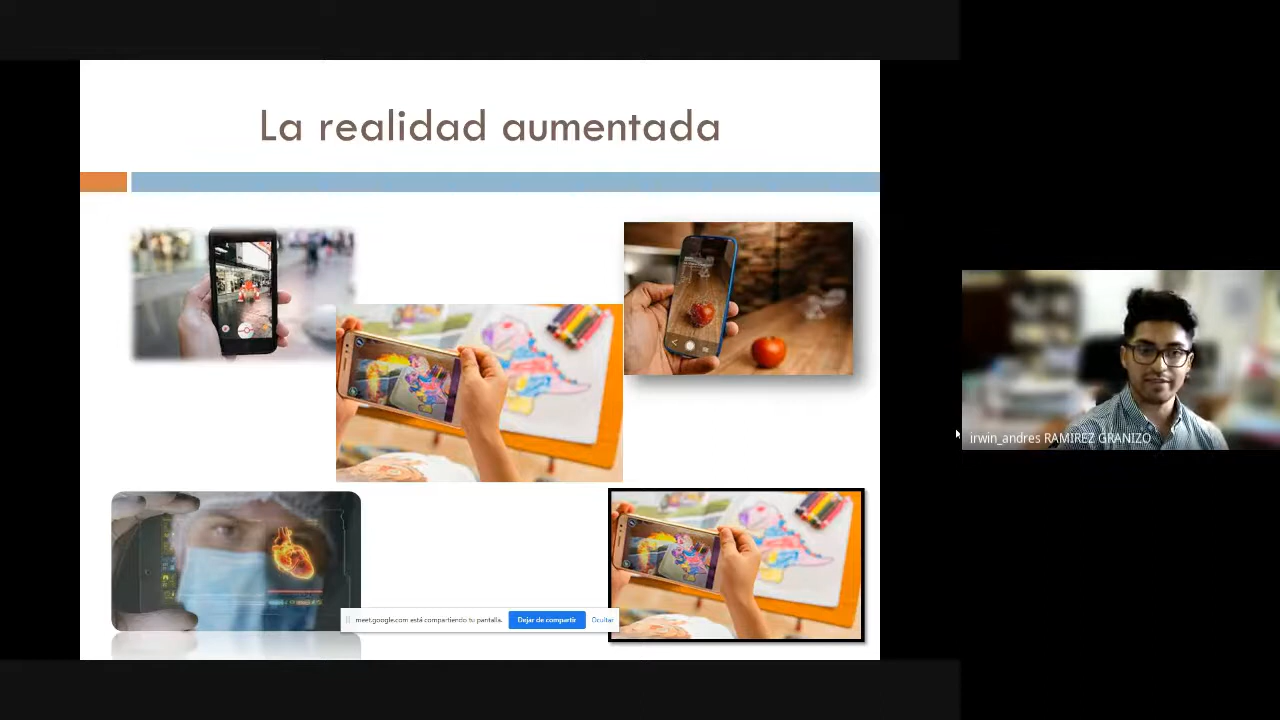 La realidad aumentada
meet.google.com está compartiendo tu pantalla.
Dejar de compartir
Ocultar
irwin_andres RAMIREZ GRANIZO